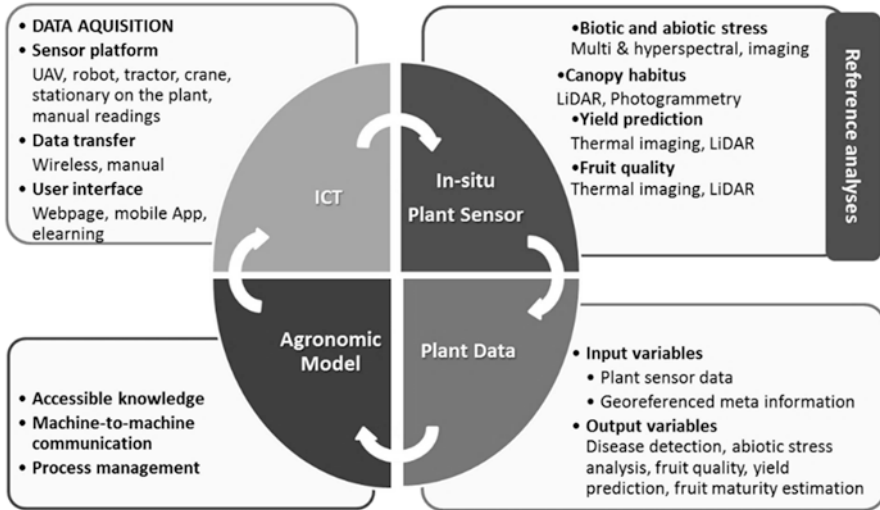 • DATA AQUISITION
• Sensor platform
UAV, robot, tractor, crane,
stationary on the plant,
manual readings
• Data transfer
Wireless, manual
• User interface
Webpage, mobile App,
elearning
• Biotic and abiotic stress
Multi & hyperspectral, imaging
• Canopy habitus
LiDAR, Photogrammetry
• Yield prediction
Thermal imaging, LiDAR
• Fruit quality
Thermal imaging, LiDAR
Reference analyses
ICT
In-situ
Plant Sensor
Agronomic
Model
Plant Data
• Accessible knowledge
• Machine-to-machine
communication
• Process management
• Input variables
• Plant sensor data
• Georeferenced meta information
• Output variables
Disease detection, abiotic stress
analysis, fruit quality, yield
prediction, fruit maturity estimation